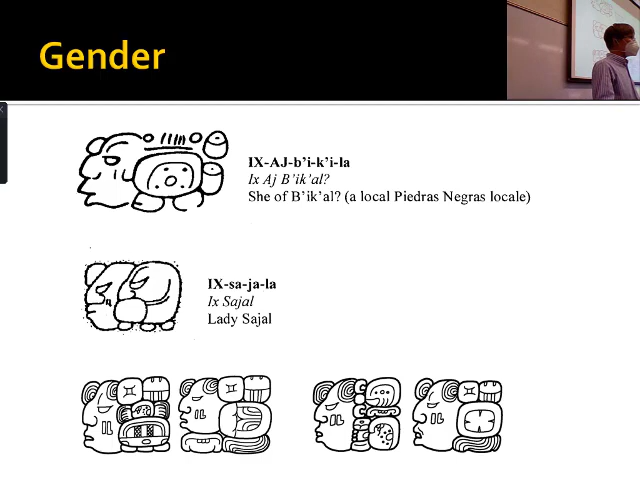 Gender
IX-AJ-b'i-k'i-la
Ix Aj B'ik'al?
She of B'ik'al? (a local Piedras Negras locale)
IX-sa-ja-la
Ix Sajal
Lady Sajal